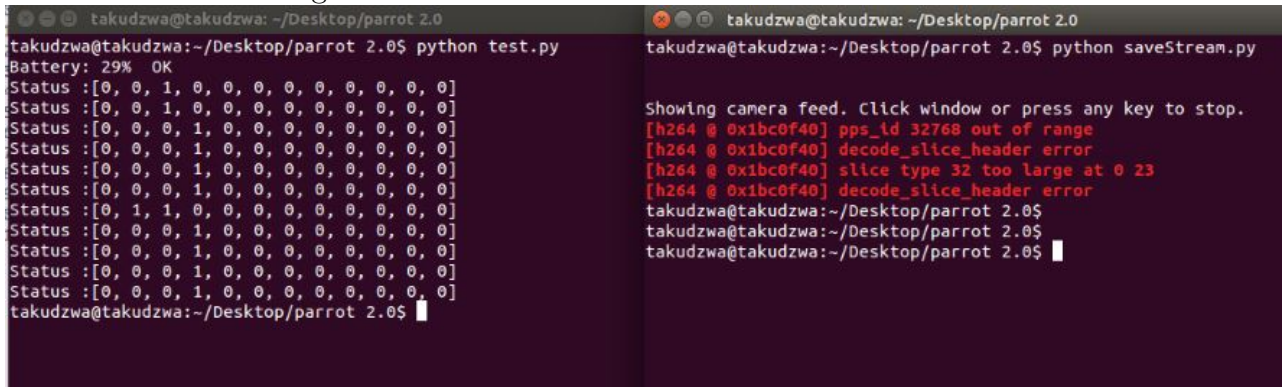 takudzwa@takudzwa: ~/Desktop/parrot 2.0
takudzwa@takudzwa:~/Desktop/parrot 2.0$ python test.py
Battery: 29% OK
Status :[0, 0, 1, 0, 0, 0, 0, 0, 0, 0, 0, 0]
Status :[0, 0, 1, 0, 0, 0, 0, 0, 0, 0, 0, 0]
Status :[0, 0, 0, 1, 0, 0, 0, 0, 0, 0, 0, 0]
Status :[0, 0, 0, 1, 0, 0, 0, 0, 0, 0, 0, 0]
Status :[0, 0, 0, 1, 0, 0, 0, 0, 0, 0, 0, 0]
Status :[0, 0, 0, 1, 0, 0, 0, 0, 0, 0, 0, 0]
Status :[0, 1, 1, 0, 0, 0, 0, 0, 0, 0, 0, 0]
Status :[0, 0, 0, 1, 0, 0, 0, 0, 0, 0, 0, 0]
Status :[0, 0, 0, 1, 0, 0, 0, 0, 0, 0, 0, 0]
Status :[0, 0, 0, 1, 0, 0, 0, 0, 0, 0, 0, 0]
Status :[0, 0, 0, 1, 0, 0, 0, 0, 0, 0, 0, 0]
takudzwa@takudzwa:~/Desktop/parrot 2.0$
takudzwa@takudzwa: ~/Desktop/parrot 2.0
takudzwa@takudzwa:~/Desktop/parrot 2.0$ python saveStream.py
Showing camera feed. Click window or press any key to stop.
[h264 @ 0x1bc0f40] pps_id 32768 out of range
[h264 @ 0x1bc0f40] decode_slice_header error
[h264 @ 0x1bc0f40] slice type 32 too large at 0 23
[h264 @ 0x1bc0f40] decode_slice_header error
takudzwa@takudzwa:~/Desktop/parrot 2.0$
takudzwa@takudzwa:~/Desktop/parrot 2.0$
takudzwa@takudzwa:~/Desktop/parrot 2.0$